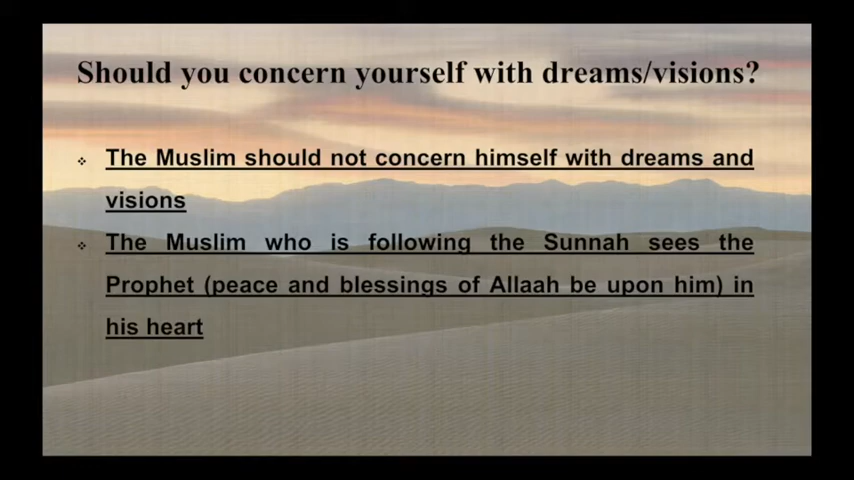 Should you concern yourself with dreams/visions?
❖ The Muslim should not concern himself with dreams and
visions
❖ The Muslim who is following the Sunnah sees the
Prophet (peace and blessings of Allaah be upon him) in
his heart